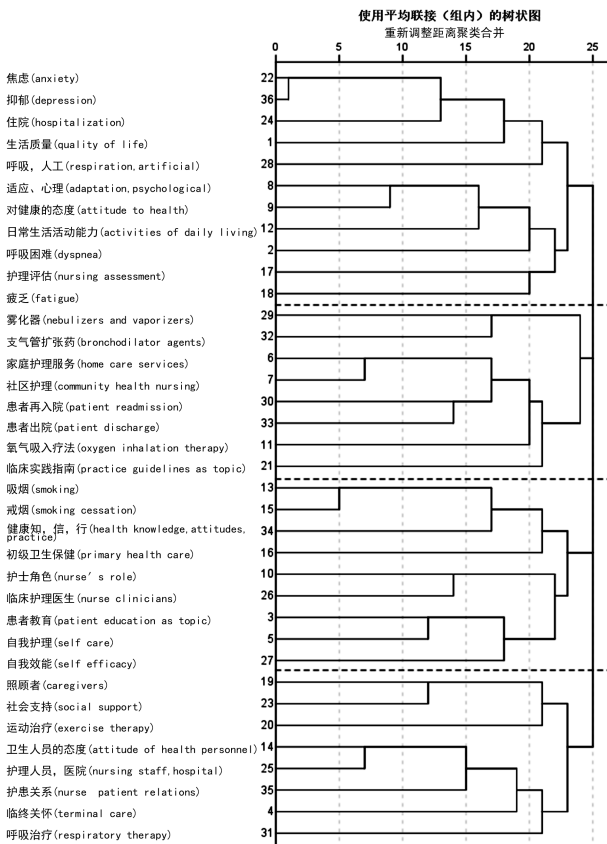 使用平均联接（组内）的树状图
重新调整距离聚类合并
0 5 10 15 20 25
焦虑(anxiety) 22
抑郁(depression) 36
住院(hospitalization) 24
生活质量(quality of life) 1
呼吸，人工(respiration,artificial) 28
适应、心理(adaptation,psychological) 8
对健康的态度(attitude to health) 9
日常生活活动能力(activities of daily living) 12
呼吸困难(dyspnea) 2
护理评估(nursing assessment) 17
疲乏(fatigue) 18
雾化器(nebulizers and vaporizers) 29
支气管扩张药(bronchodilator agents) 32
家庭护理服务(home care services) 6
社区护理(community health nursing) 7
患者再入院(patient readmission) 30
患者出院(patient discharge) 33
氧气吸入疗法(oxygen inhalation therapy) 11
临床实践指南(practice guidelines as topic) 21
吸烟(smoking) 13
戒烟(smoking cessation) 15
健康知，信，行(health knowledge,attitudes,
practice) 34
初级卫生保健(primary health care) 16
护士角色(nurse′s role) 10
临床护理医生(nurse clinicians) 26
患者教育(patient education as topic) 3
自我护理(self care) 5
自我效能(self efficacy) 27
照顾者(caregivers) 19
社会支持(social support) 23
运动治疗(exercise therapy) 20
卫生人员的态度(attitude of health personnel) 14
护理人员，医院(nursing staff,hospital) 25
护患关系(nurse patient relations) 35
临终关怀(terminal care) 4
呼吸治疗(respiratory therapy) 31